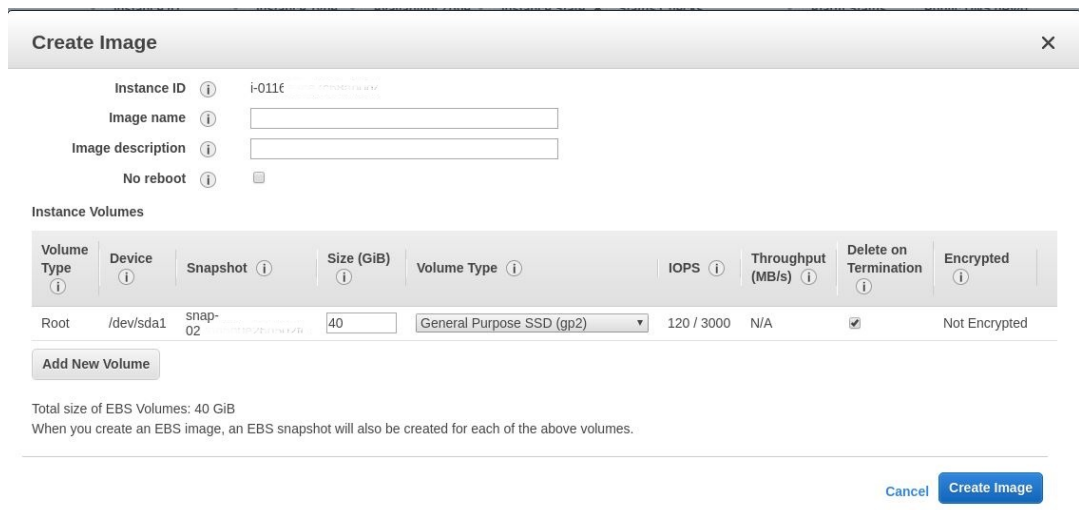 Create Image
Instance ID i-0116
Image name
Image description
No reboot
Instance Volumes
Volume Type Device Snapshot Size (GiB) Volume Type IOPS Throughput (MB/s) Delete on Termination Encrypted
Root /dev/sda1 snap-02 40 General Purpose SSD (gp2) 120 / 3000 N/A Not Encrypted
Add New Volume
Total size of EBS Volumes: 40 GiB
When you create an EBS image, an EBS snapshot will also be created for each of the above volumes.
Cancel Create Image